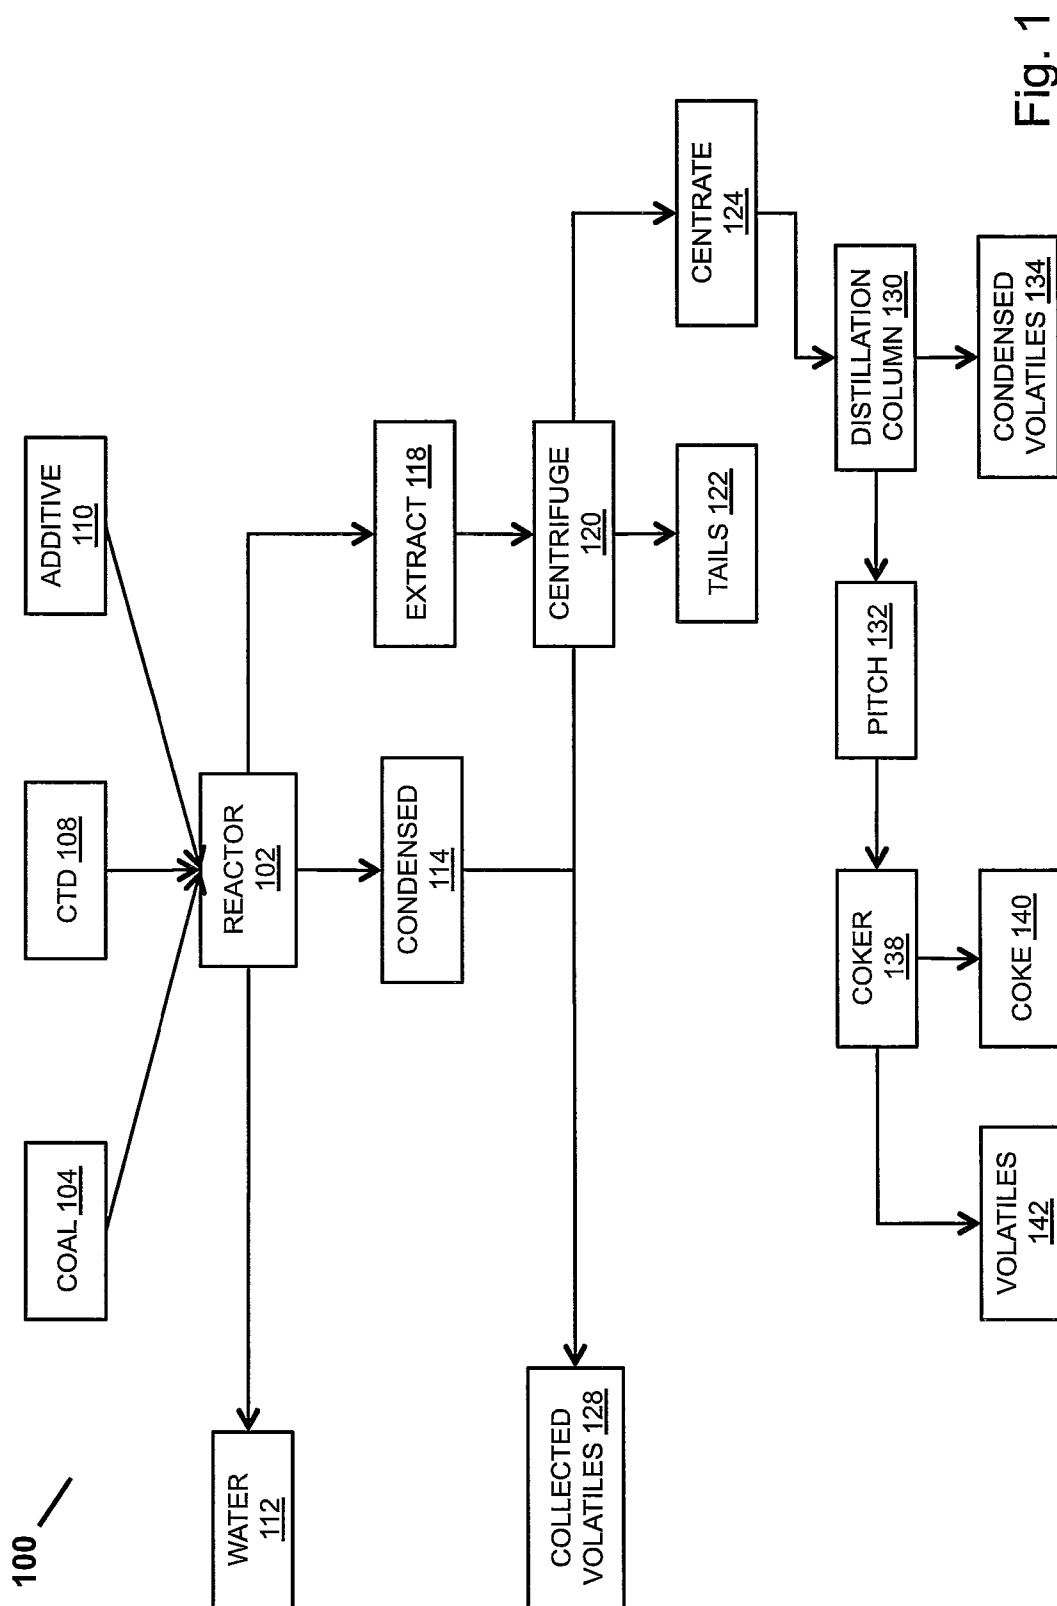 100
COAL 104
CTD 108
ADDITIVE
110
WATER
112
REACTOR
102
CONDENSED
114
EXTRACT 118
COLLECTED
VOLATILES 128
CENTRIFUGE
120
TAILS 122
CENTRATE
124
VOLATILES
142
COKER
138
COKE 140
PITCH 132
DISTILLATION
COLUMN 130
CONDENSED
VOLATILES 134
Fig. 1